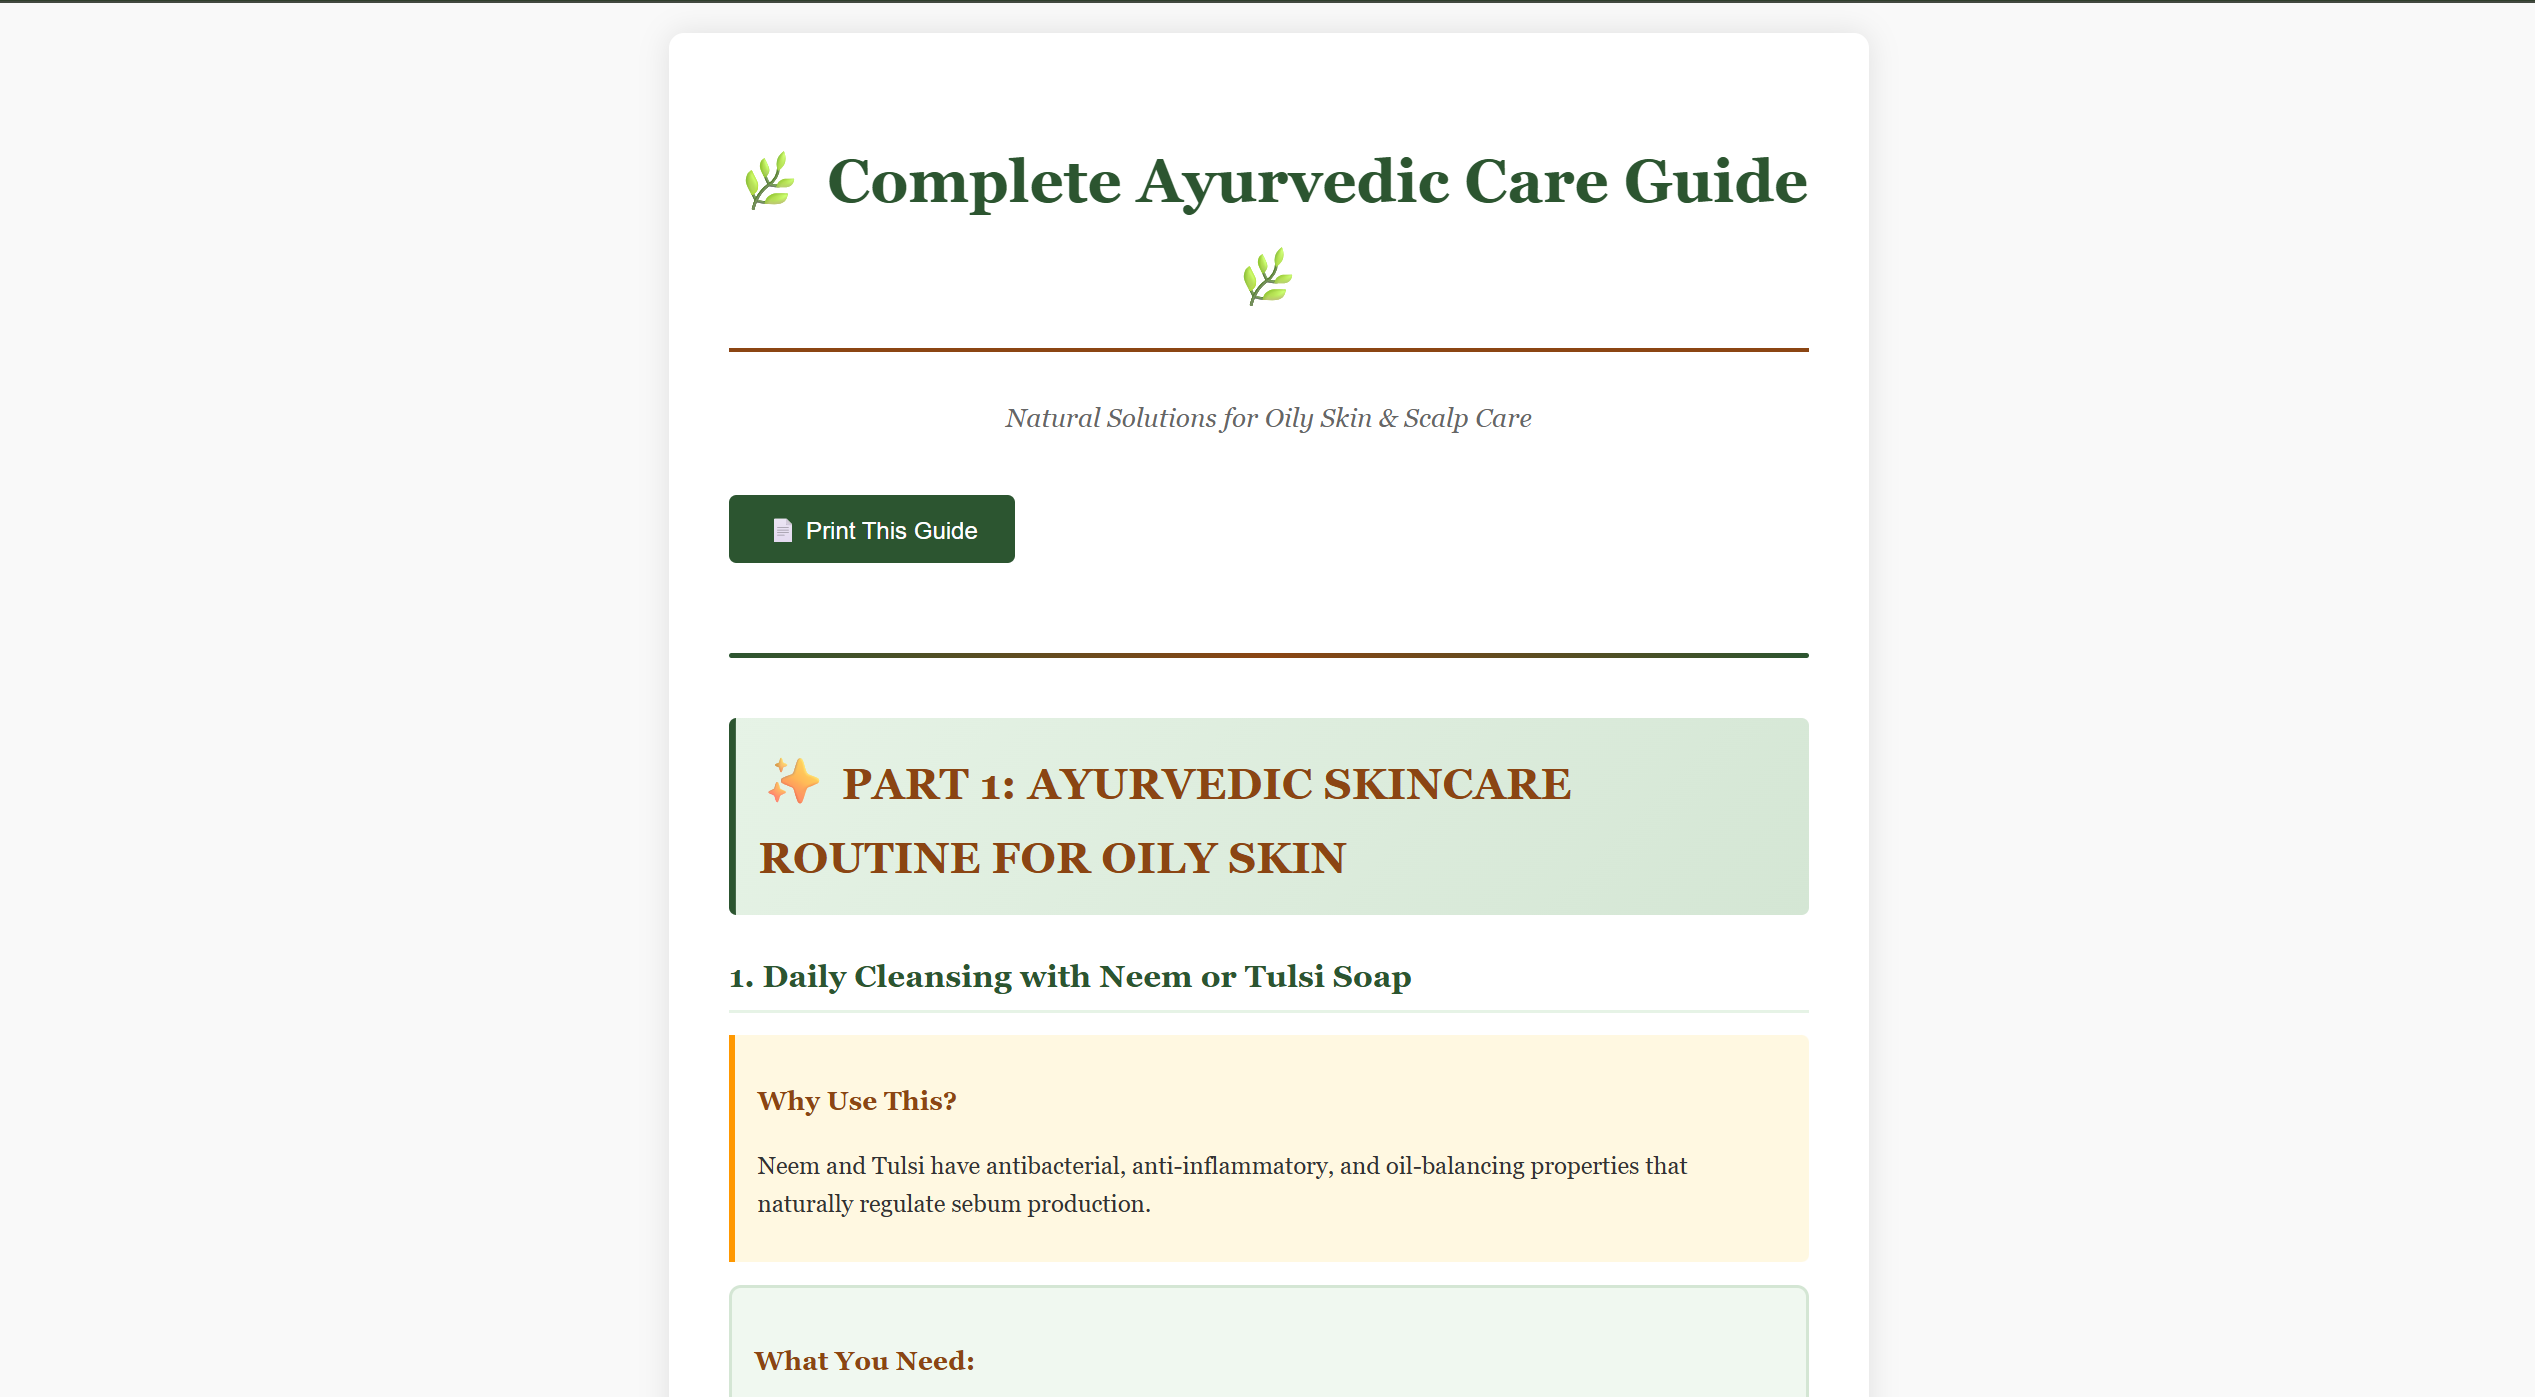 🌿 Complete Ayurvedic Care Guide
🌿
Natural Solutions for Oily Skin & Scalp Care
📄 Print This Guide
✨ PART 1: AYURVEDIC SKINCARE
ROUTINE FOR OILY SKIN
1. Daily Cleansing with Neem or Tulsi Soap
Why Use This?
Neem and Tulsi have antibacterial, anti-inflammatory, and oil-balancing properties that
naturally regulate sebum production.
What You Need: